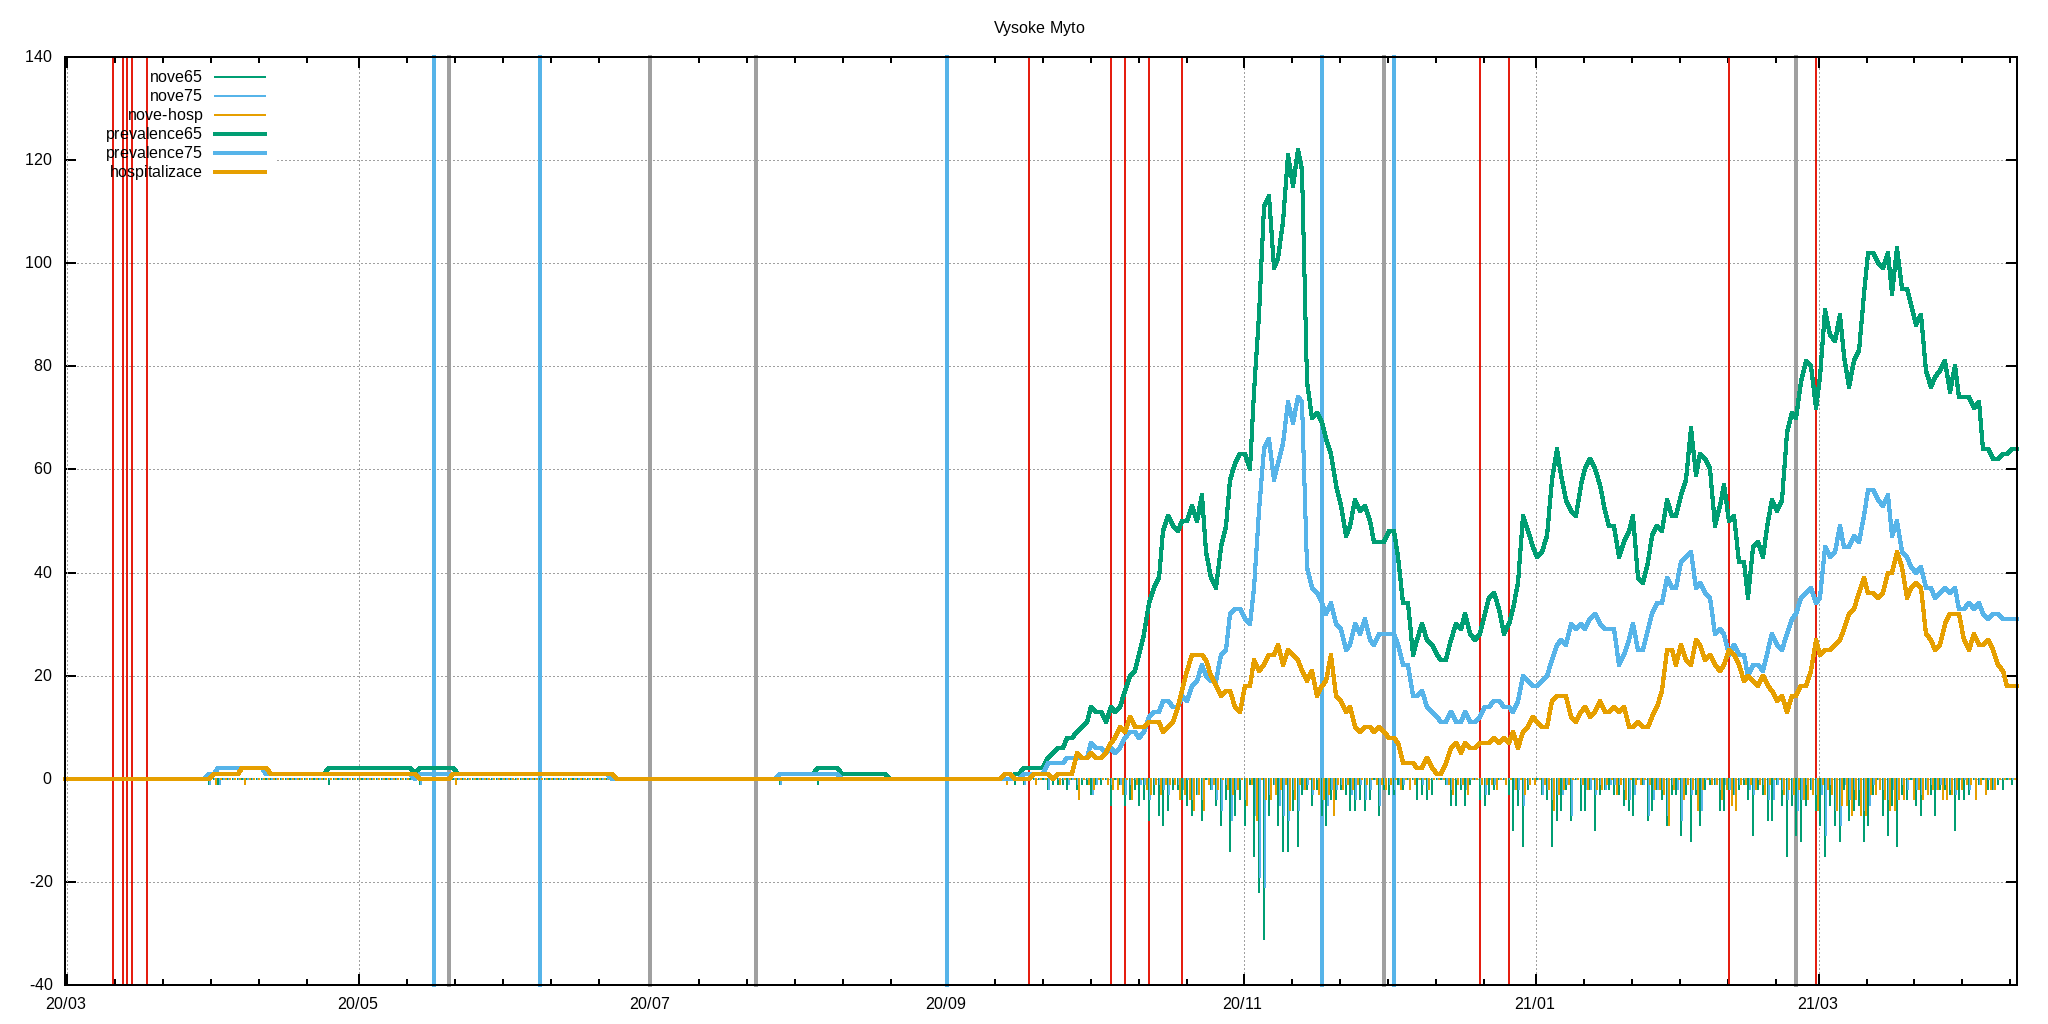 Vysoke Myto
140
120
100
80
60
40
20
0
-20
-40
nove65
nove75
nove-hosp
prevalence65
prevalence75
hospitalizace
20/03 20/05 20/07 20/09 20/11 21/01 21/03